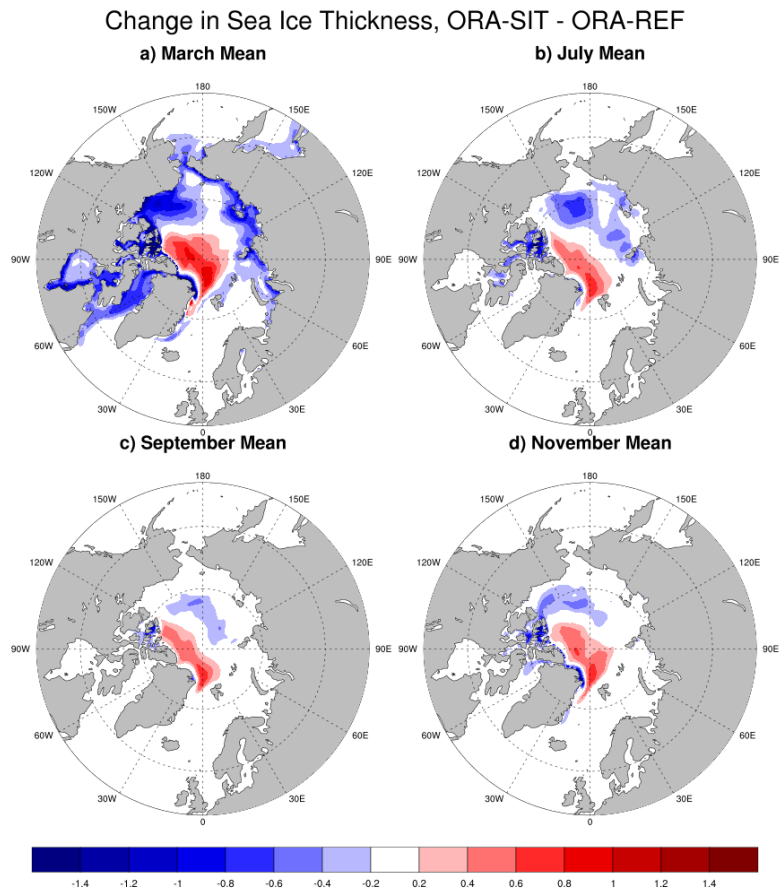 Change in Sea Ice Thickness, ORA-SIT - ORA-REF
a) March Mean
b) July Mean
180
150W
150E
120W
120E
90W
90E
60W
60E
30W
30E
0
180
150W
150E
120W
120E
90W
90E
60W
60E
30W
30E
0
c) September Mean
d) November Mean
180
150W
150E
120W
120E
90W
90E
60W
60E
30W
30E
0
180
150W
150E
120W
120E
90W
90E
60W
60E
30W
30E
0
-1.4 -1.2 -1 -0.8 -0.6 -0.4 -0.2 0.2 0.4 0.6 0.8 1 1.2 1.4